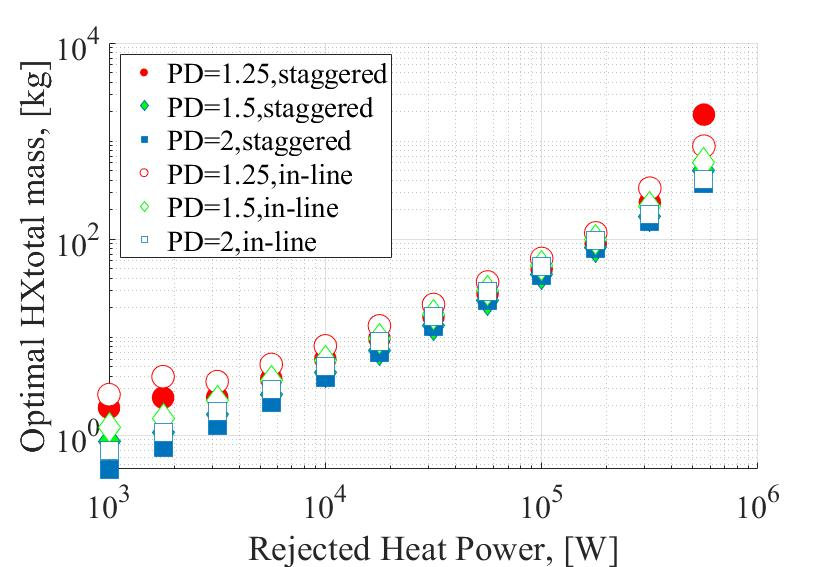 10^4
PD=1.25,staggered
PD=1.5,staggered
PD=2,staggered
PD=1.25,in-line
PD=1.5,in-line
PD=2,in-line
10^2
10^0
Optimal HXtotal mass, [kg]
10^3 10^4 10^5 10^6
Rejected Heat Power, [W]